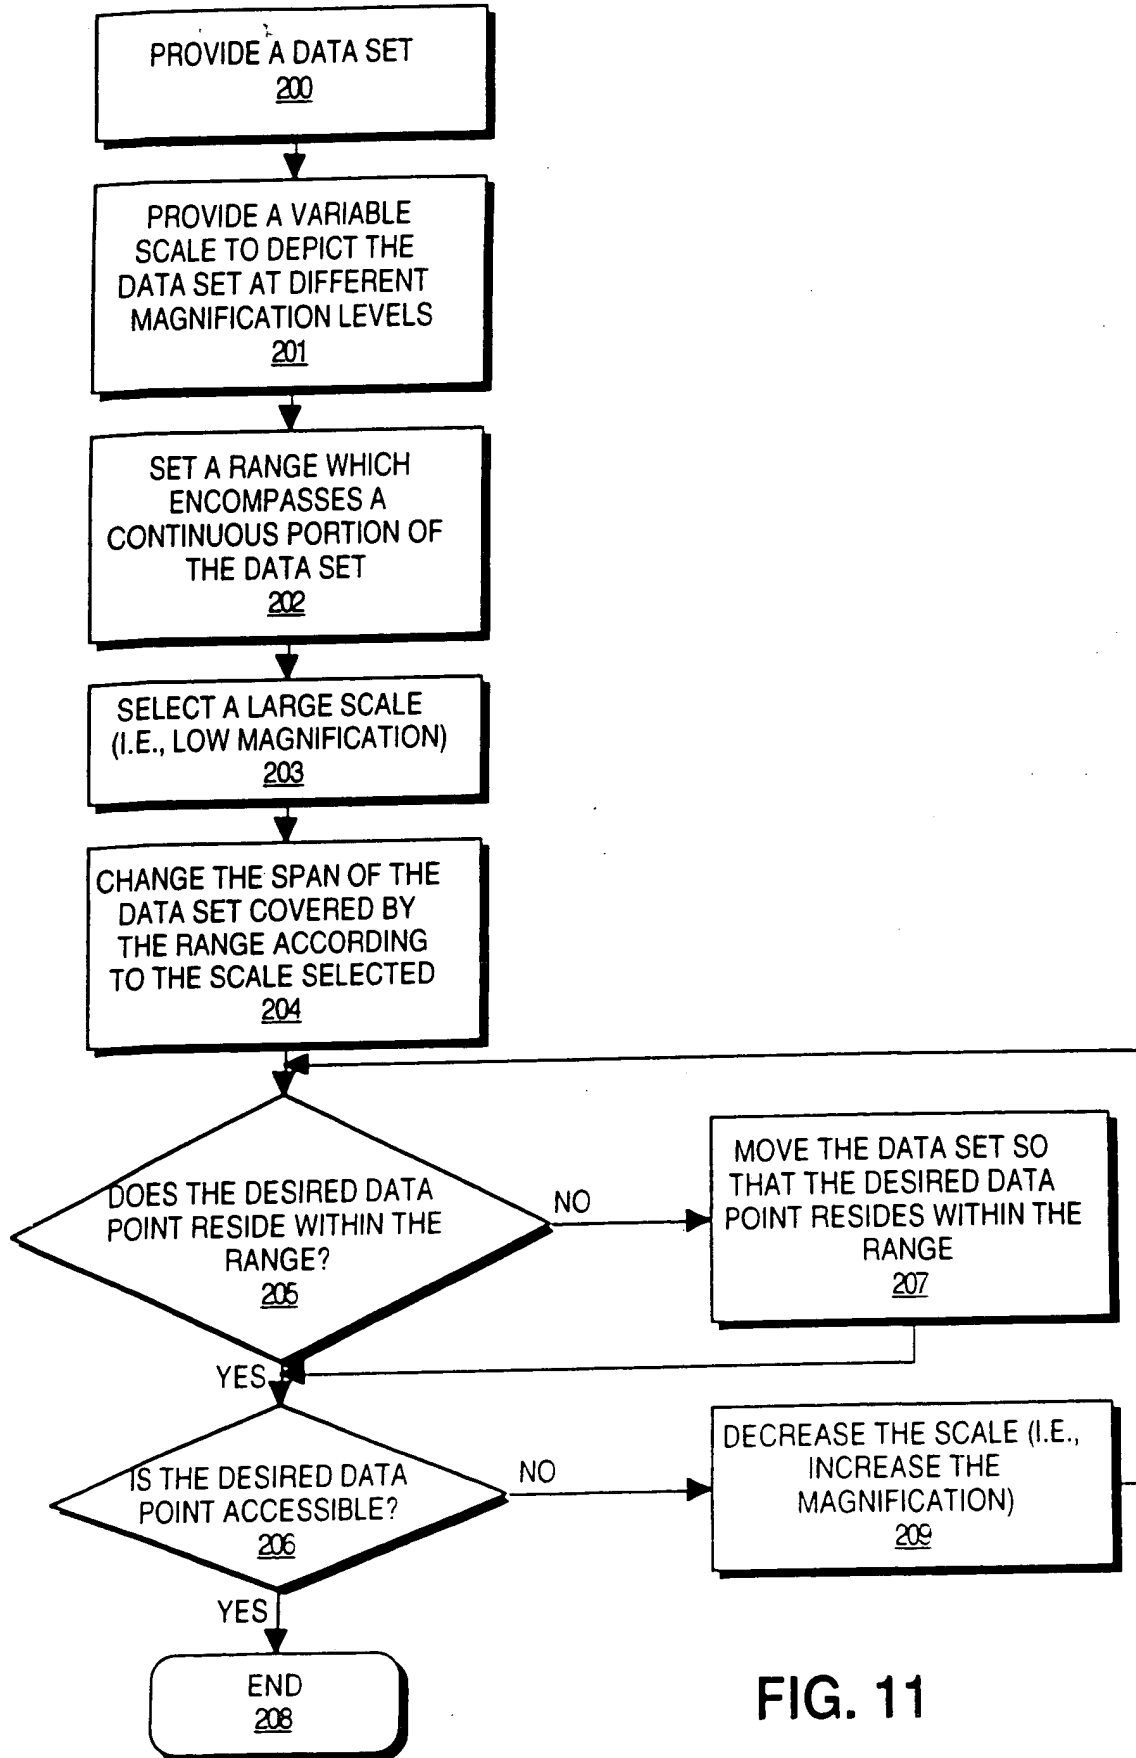 PROVIDE A DATA SET
200
PROVIDE A VARIABLE
SCALE TO DEPICT THE
DATA SET AT DIFFERENT
MAGNIFICATION LEVELS
201
SET A RANGE WHICH
ENCOMPASSES A
CONTINUOUS PORTION OF
THE DATA SET
202
SELECT A LARGE SCALE
(I.E., LOW MAGNIFICATION)
203
CHANGE THE SPAN OF THE
DATA SET COVERED BY
THE RANGE ACCORDING
TO THE SCALE SELECTED
204
DOES THE DESIRED DATA
POINT RESIDE WITHIN THE
RANGE?
205
NO
MOVE THE DATA SET SO
THAT THE DESIRED DATA
POINT RESIDES WITHIN THE
RANGE
207
YES
IS THE DESIRED DATA
POINT ACCESSIBLE?
206
NO
DECREASE THE SCALE (I.E.,
INCREASE THE
MAGNIFICATION)
209
YES
END
208
FIG. 11